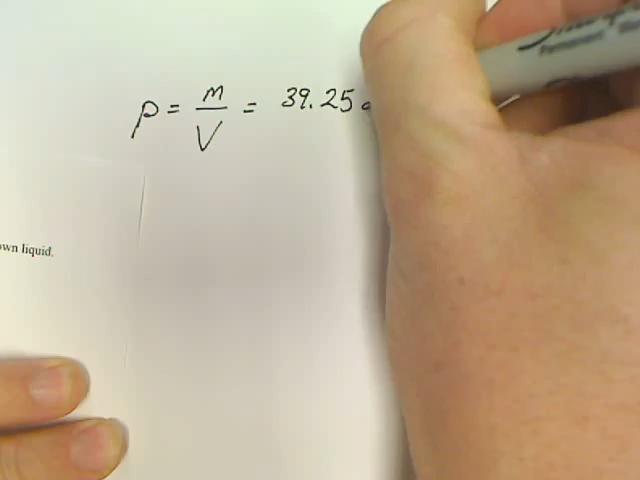 ρ = m/V = 39.25
own liquid.